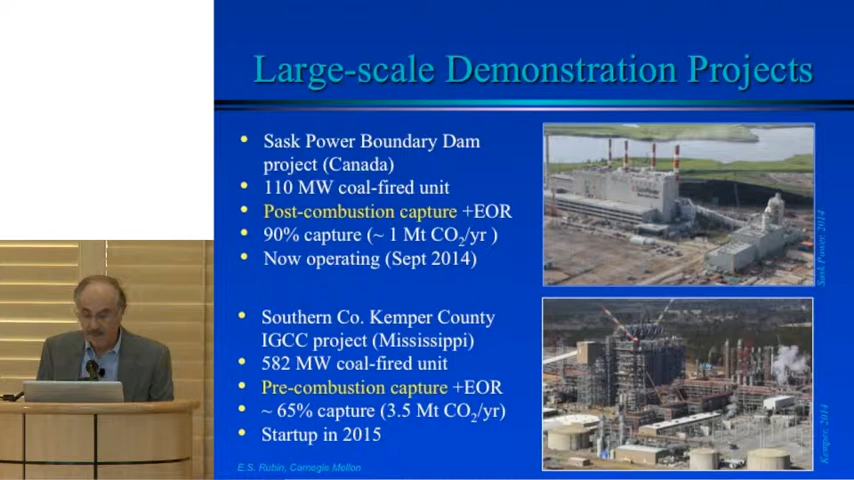 Large-scale Demonstration Projects
• Sask Power Boundary Dam
project (Canada)
• 110 MW coal-fired unit
• Post-combustion capture +EOR
• 90% capture (~ 1 Mt CO₂/yr )
• Now operating (Sept 2014)
Sask Power, 2014
• Southern Co. Kemper County
IGCC project (Mississippi)
• 582 MW coal-fired unit
• Pre-combustion capture +EOR
• ~ 65% capture (3.5 Mt CO₂/yr)
• Startup in 2015
Kemper, 2014
E.S. Rubin, Carnegie Mellon